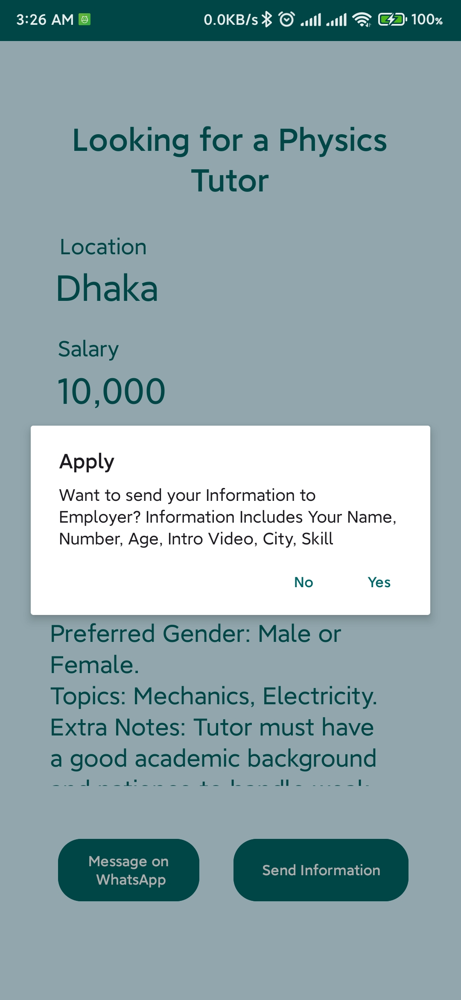 3:26 AM
0.0KB/s
100%
Looking for a Physics
Tutor
Location
Dhaka
Salary
10,000
Apply
Want to send your Information to
Employer? Information Includes Your Name,
Number, Age, Intro Video, City, Skill
No
Yes
Preferred Gender: Male or
Female.
Topics: Mechanics, Electricity.
Extra Notes: Tutor must have
a good academic background
Message on
WhatsApp
Send Information